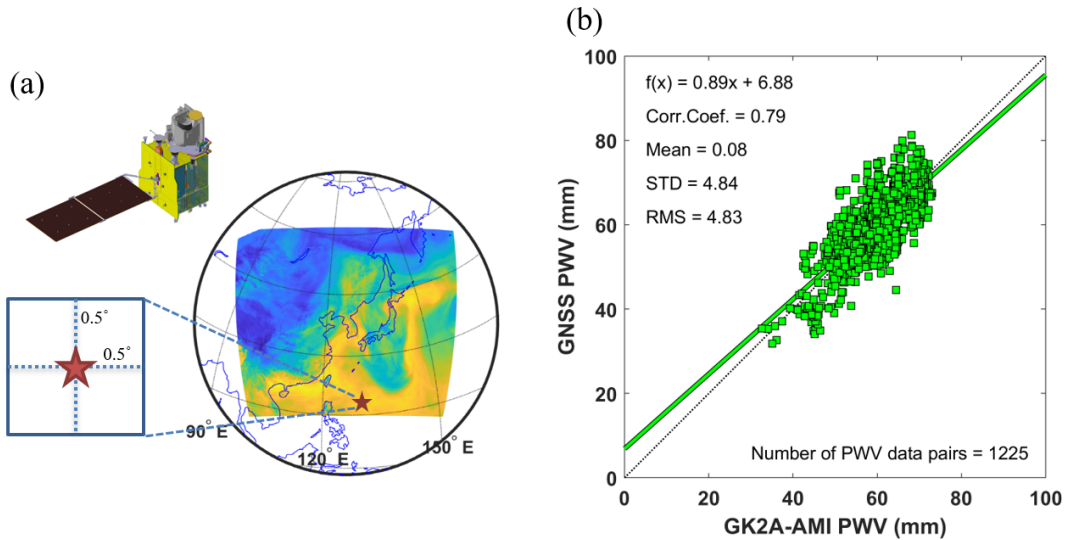 (a)
0.5°
0.5°
90° E
120° E
150° E
(b)
f(x) = 0.89x + 6.88
Corr.Coef. = 0.79
Mean = 0.08
STD = 4.84
RMS = 4.83
Number of PWV data pairs = 1225
GNSS PWV (mm)
100
80
60
40
20
0
0 20 40 60 80 100
GK2A-AMI PWV (mm)